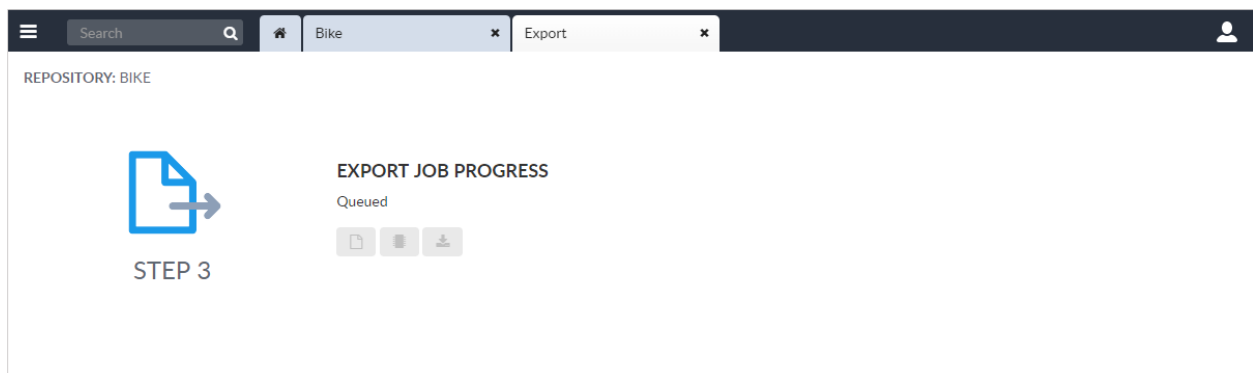 Search Bike Export
REPOSITORY: BIKE
EXPORT JOB PROGRESS
Queued
STEP 3